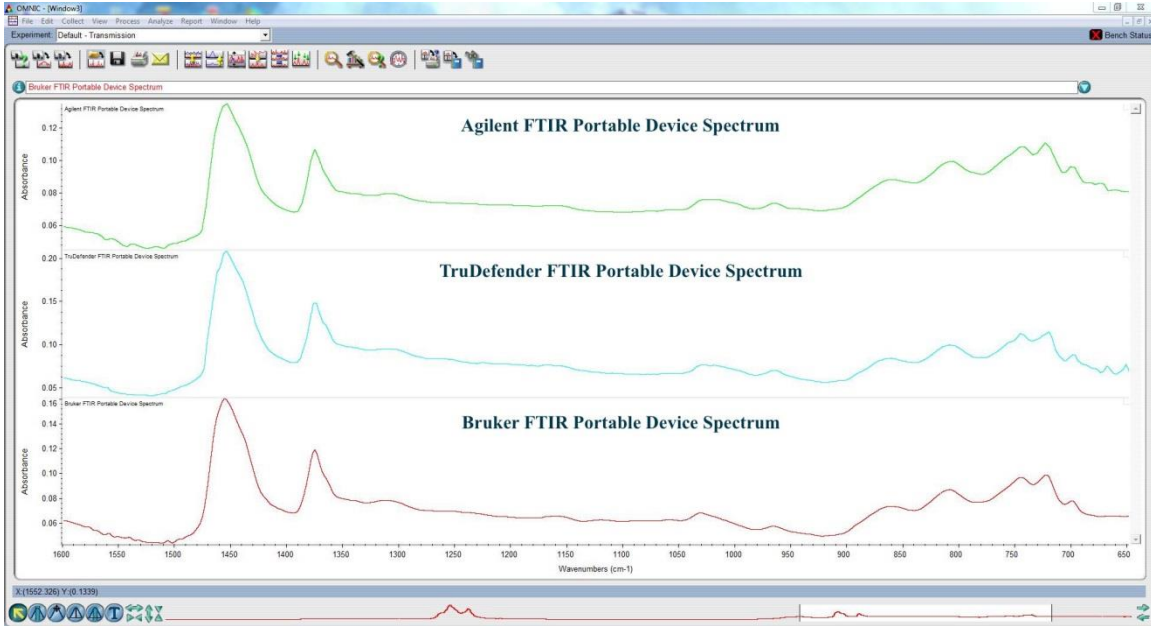 OMNIC - [Window3]
File Edit Collect View Process Analyze Report Window Help
Experiment: Default - Transmission
Bench Status
Bruker FTIR Portable Device Spectrum
Agilent FTIR Portable Device Spectrum
Agilent FTIR Portable Device Spectrum
0.12
0.10
0.08
0.06
Absorbance
TruDefender FTIR Portable Device Spectrum
TruDefender FTIR Portable Device Spectrum
0.20
0.15
0.10
0.05
Absorbance
Bruker FTIR Portable Device Spectrum
Bruker FTIR Portable Device Spectrum
0.16
0.14
0.12
0.10
0.08
0.06
Absorbance
1600 1550 1500 1450 1400 1350 1300 1250 1200 1150 1100 1050 1000 950 900 850 800 750 700 650
Wavenumbers (cm-1)
X:(1552.326) Y:(0.1339)
T